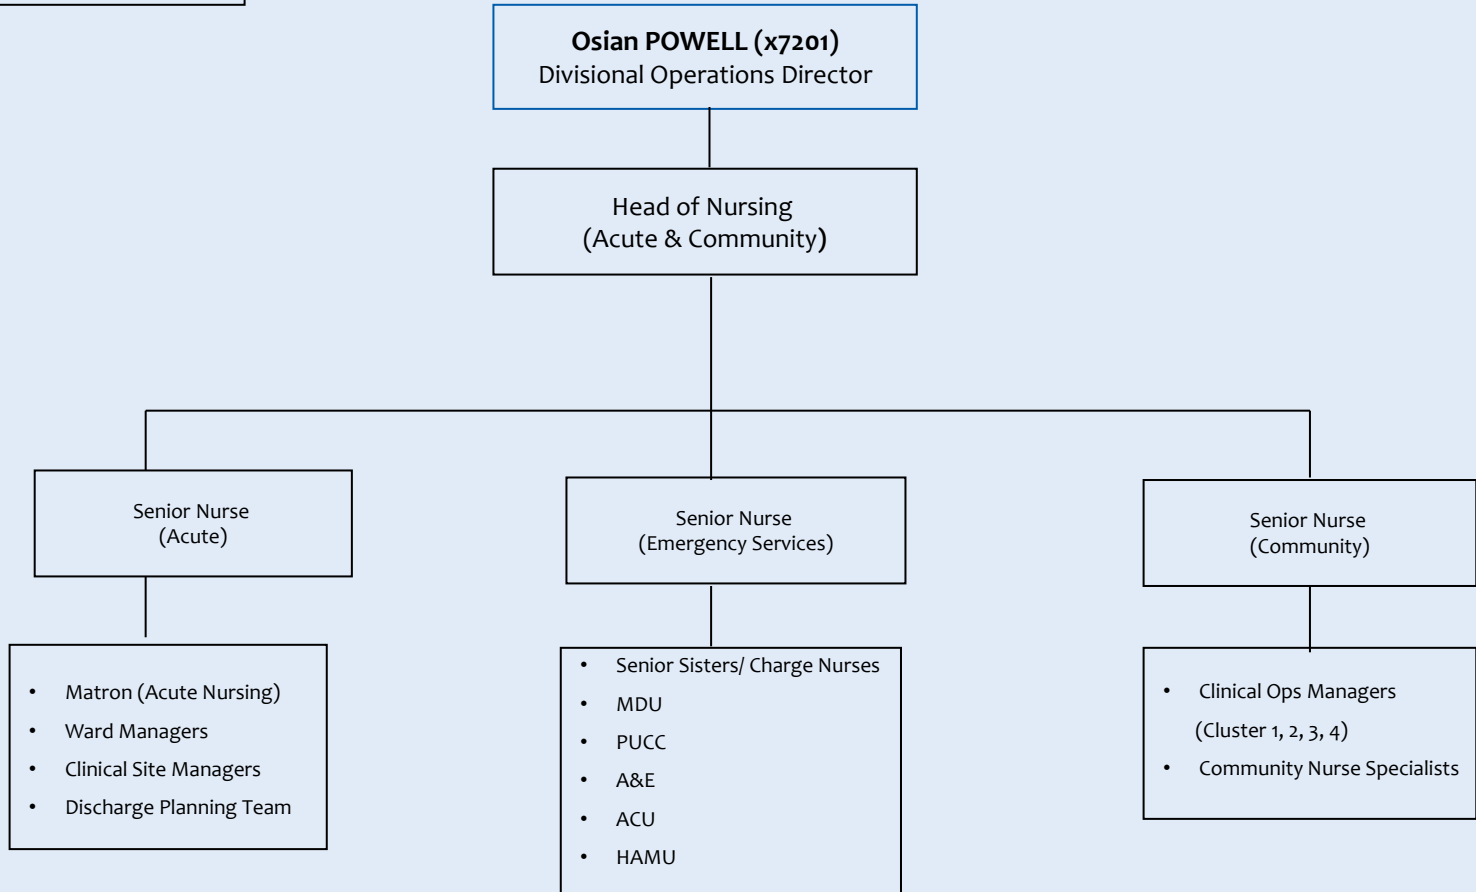 Osian POWELL (x7201)
Divisional Operations Director
Head of Nursing
(Acute & Community)
Senior Nurse
(Acute)
Senior Nurse
(Emergency Services)
Senior Nurse
(Community)
• Matron (Acute Nursing)
• Ward Managers
• Clinical Site Managers
• Discharge Planning Team
• Senior Sisters/ Charge Nurses
• MDU
• PUCC
• A&E
• ACU
• HAMU
• Clinical Ops Managers
(Cluster 1, 2, 3, 4)
• Community Nurse Specialists